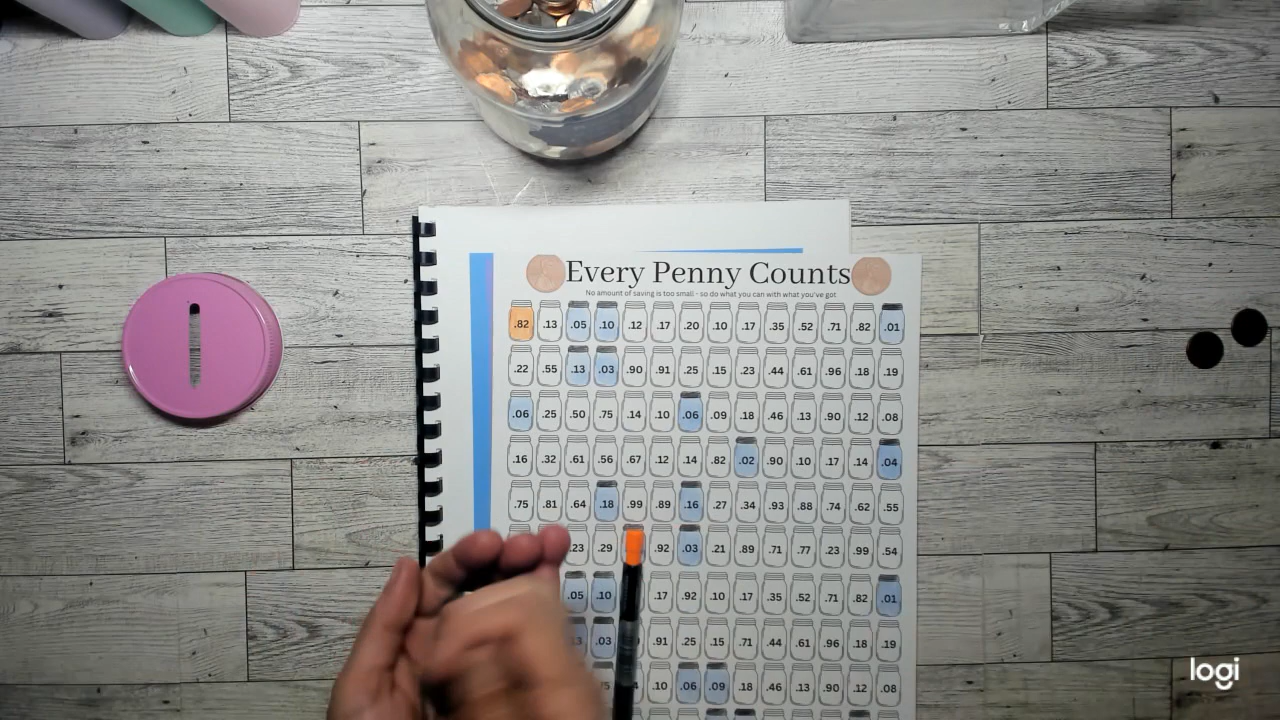 Every Penny Counts
No amount of saving is too small - so do what you can with what you've got
.82 .13 .05 .10 .12 .17 .20 .10 .17 .35 .52 .71 .82 .01
.22 .55 .13 .03 .90 .91 .25 .15 .23 .44 .61 .96 .18 .19
.06 .25 .50 .75 .14 .10 .06 .09 .18 .46 .13 .90 .12 .08
.16 .32 .61 .56 .67 .12 .14 .82 .02 .90 .10 .17 .14 .04
.75 .81 .64 .18 .99 .89 .16 .27 .34 .93 .88 .74 .62 .55
.23 .29 .92 .03 .21 .89 .71 .77 .23 .99 .54
.05 .10 .17 .92 .10 .17 .35 .52 .71 .82 .01
.03 .91 .25 .15 .71 .44 .61 .96 .18 .19
.10 .06 .09 .18 .46 .13 .90 .12 .08
logi